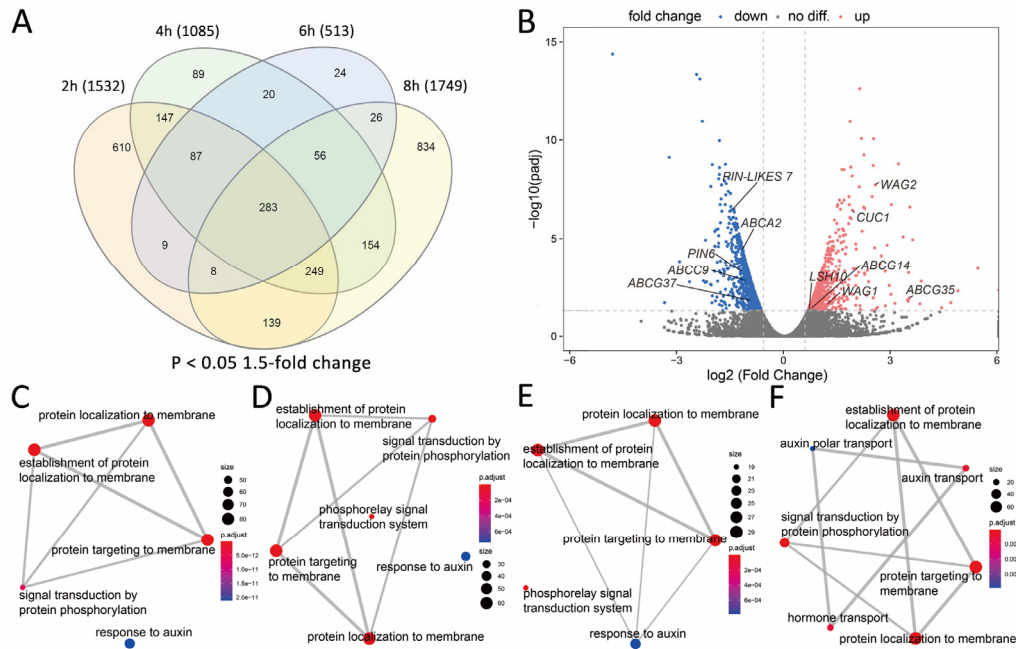 A
4h (1085)
6h (513)
2h (1532)
8h (1749)
89
24
20
147
26
610
87
56
834
283
9
154
8
249
139
P < 0.05 1.5-fold change
B
fold change
down
no diff.
up
15
10
5
0
-log10(padj)
PIN-LIKES 7
WAG2
ABCA2
CUC1
PIN6
ABCC9
ABCG37
ABCG14
LSH10
WAG1
ABCG35
-6
-3
0
3
6
log2 (Fold Change)
C
protein localization to membrane
establishment of protein
localization to membrane
protein targeting to membrane
signal transduction by
protein phosphorylation
response to auxin
size
50
60
70
80
p.adjust
5.0e-12
1.0e-11
1.5e-11
2.0e-11
D
establishment of protein
localization to membrane
signal transduction by
protein phosphorylation
phosphorelay signal
transduction system
protein targeting
to membrane
response to auxin
protein localization to membrane
p.adjust
2e-04
4e-04
6e-04
size
30
40
50
60
E
protein localization to membrane
establishment of protein
localization to membrane
protein targeting to membrane
phosphorelay signal
transduction system
response to auxin
size
19
21
23
25
27
29
p.adjust
2e-04
4e-04
6e-04
F
establishment of protein
localization to membrane
auxin polar transport
auxin transport
signal transduction by
protein phosphorylation
protein targeting to
membrane
hormone transport
protein localization to membrane
size
20
40
60
p.adjust
0.00
0.00
0.00